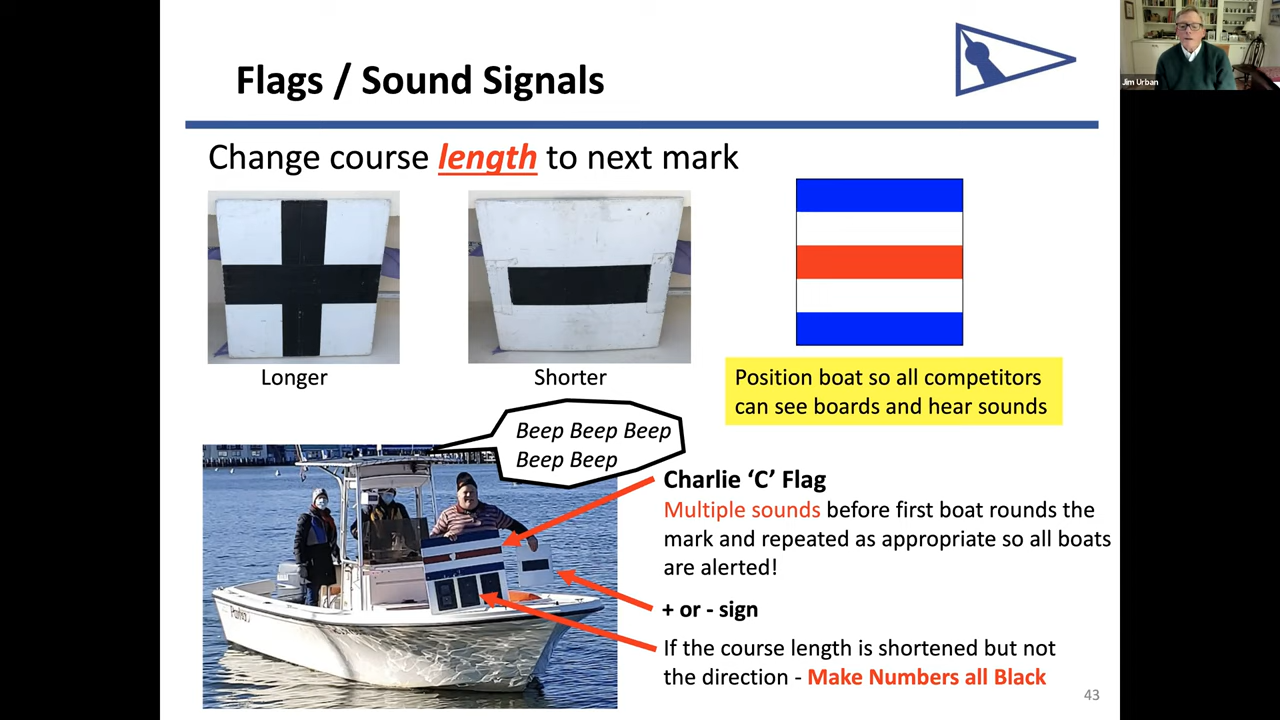 Flags / Sound Signals
Jim Urban
Change course length to next mark
Longer
Shorter
Position boat so all competitors
can see boards and hear sounds
Beep Beep Beep
Beep Beep
Charlie ‘C’ Flag
Multiple sounds before first boat rounds the
mark and repeated as appropriate so all boats
are alerted!
+ or - sign
If the course length is shortened but not
the direction - Make Numbers all Black
43